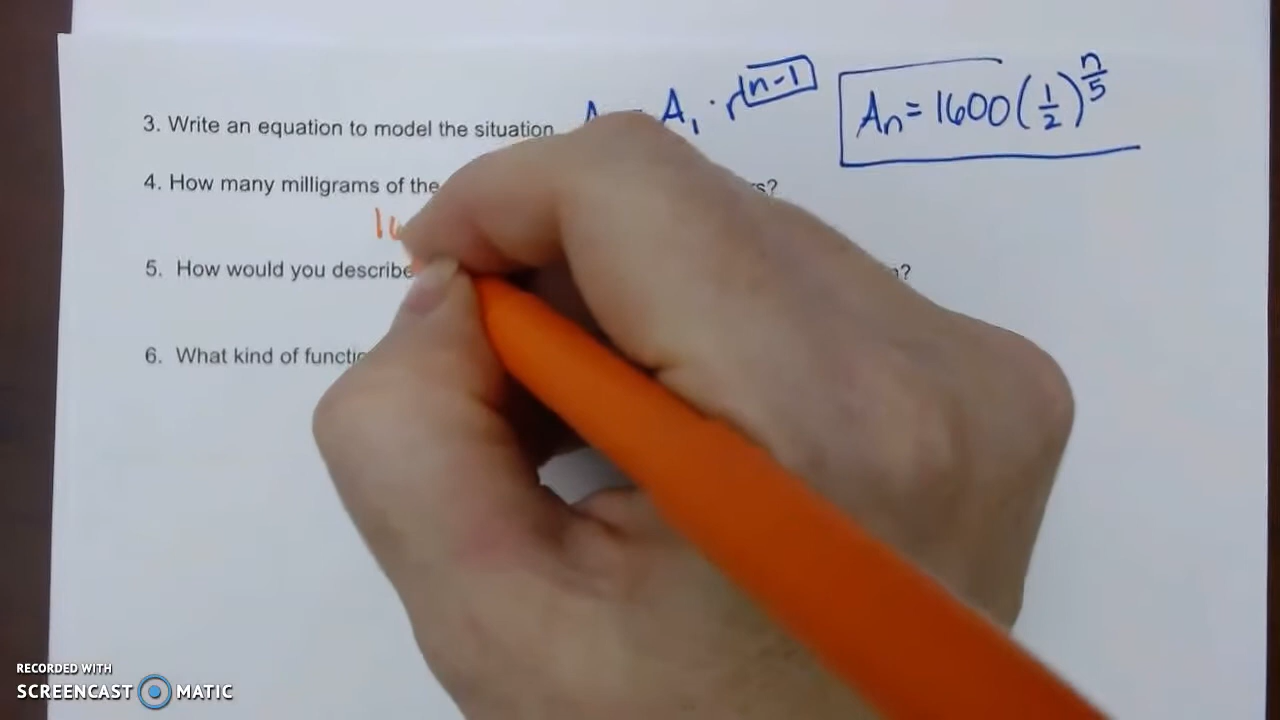 3. Write an equation to model the situation A₁ · r^(n-1)
Aₙ = 1600(1/2)^(n/5)
4. How many milligrams of the
5. How would you describe
6. What kind of
RECORDED WITH
SCREENCAST MATIC